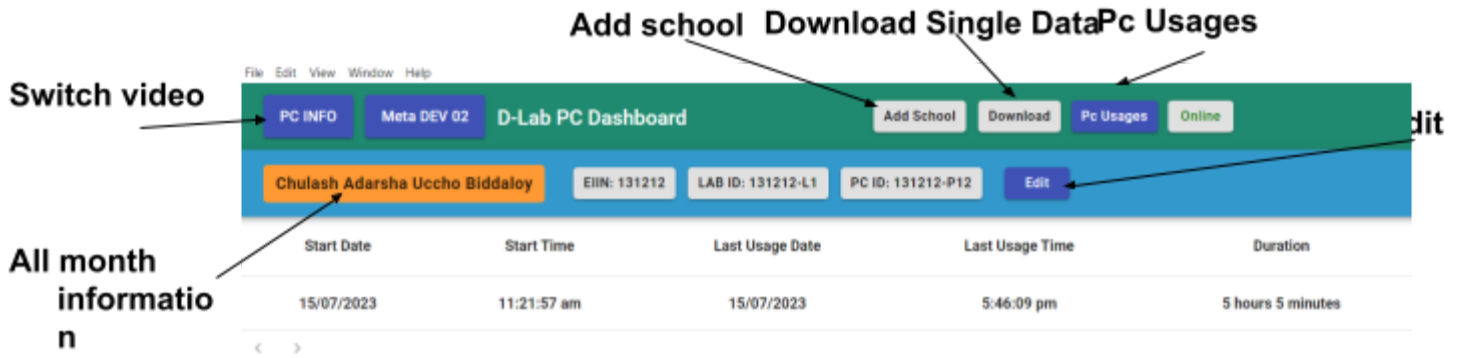 Add school Download Single Data Pc Usages
File Edit View Window Help
Switch video
PC INFO Meta DEV 02 D-Lab PC Dashboard Add School Download Pc Usages Online
dit
Chulash Adarsha Uccho Biddaloy EIIN: 131212 LAB ID: 131212-L1 PC ID: 131212-P12 Edit
Start Date Start Time Last Usage Date Last Usage Time Duration
All month
informatio
n
15/07/2023 11:21:57 am 15/07/2023 5:46:09 pm 5 hours 5 minutes